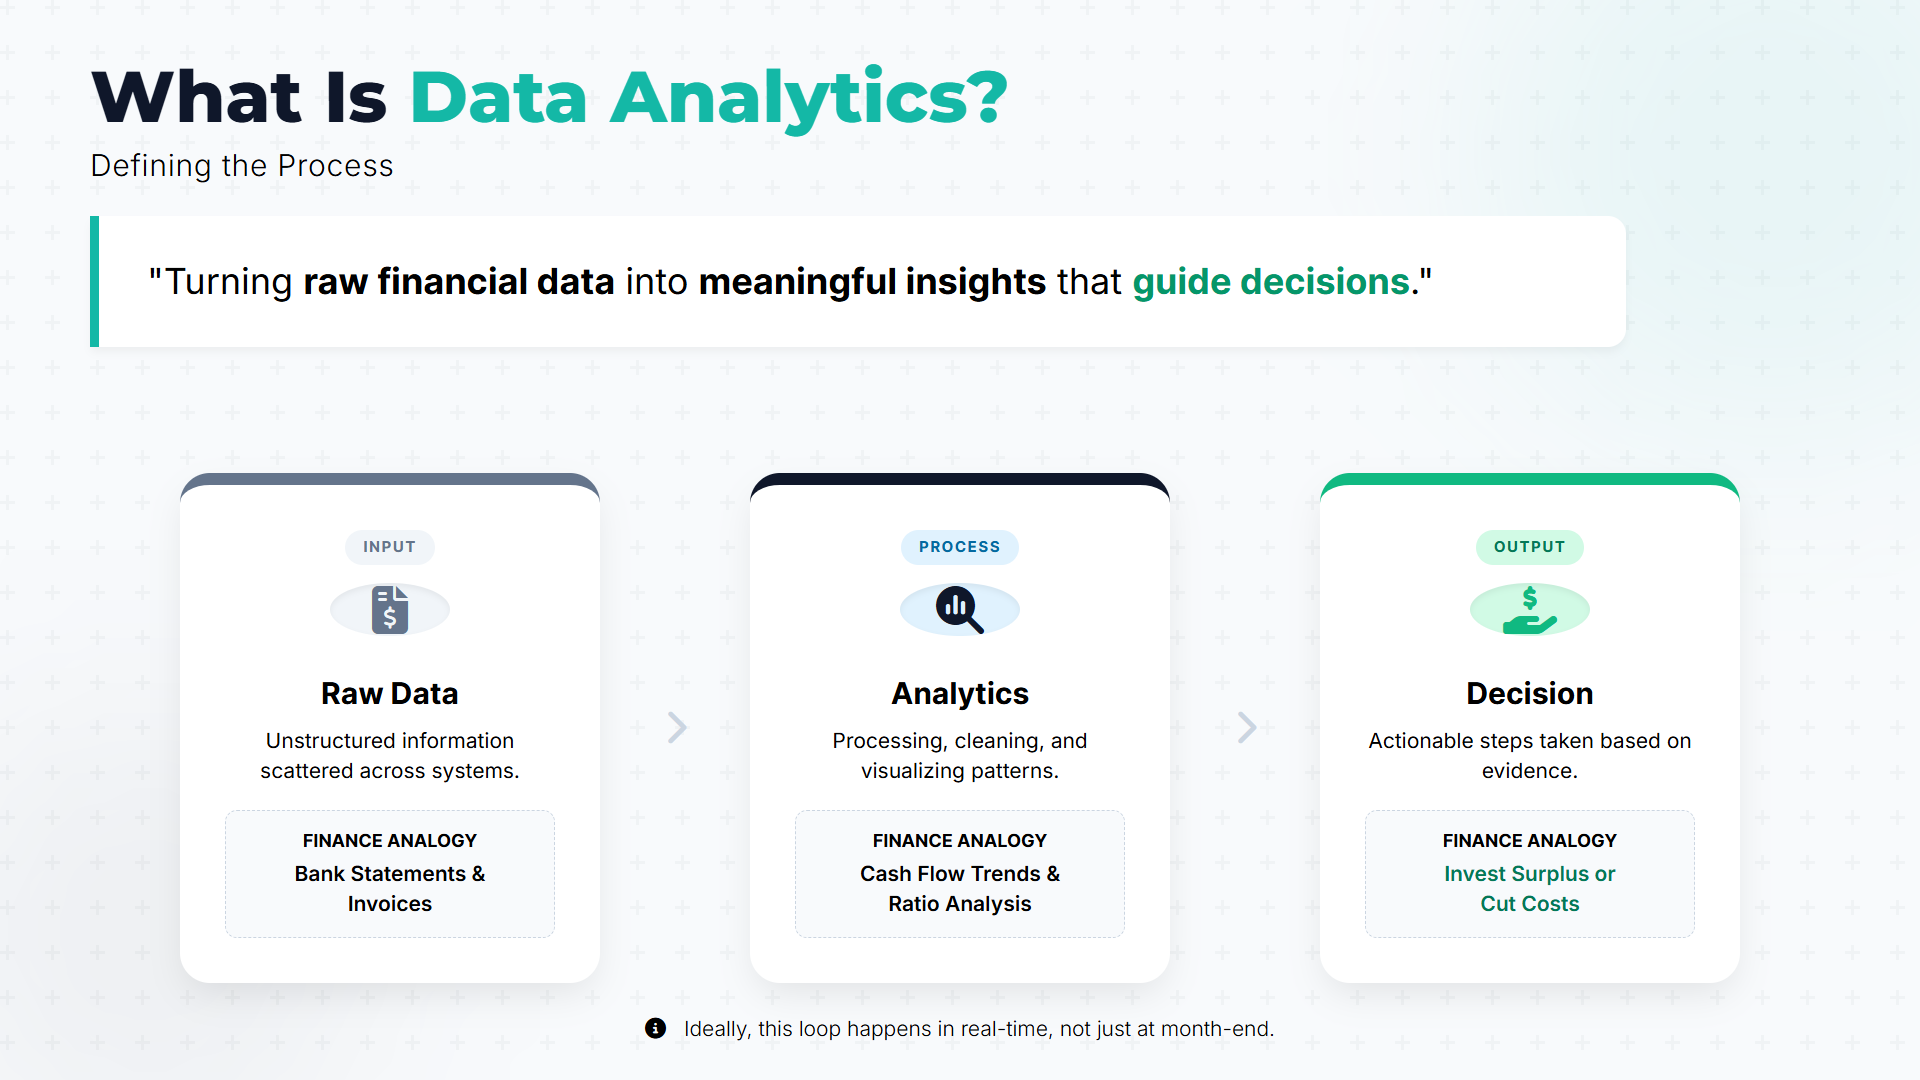 What Is Data Analytics?
Defining the Process
"Turning raw financial data into meaningful insights that guide decisions."
INPUT
$
Raw Data
Unstructured information
scattered across systems.
FINANCE ANALOGY
Bank Statements &
Invoices
PROCESS
Analytics
Processing, cleaning, and
visualizing patterns.
FINANCE ANALOGY
Cash Flow Trends &
Ratio Analysis
OUTPUT
$
Decision
Actionable steps taken based on
evidence.
FINANCE ANALOGY
Invest Surplus or
Cut Costs
Ideally, this loop happens in real-time, not just at month-end.